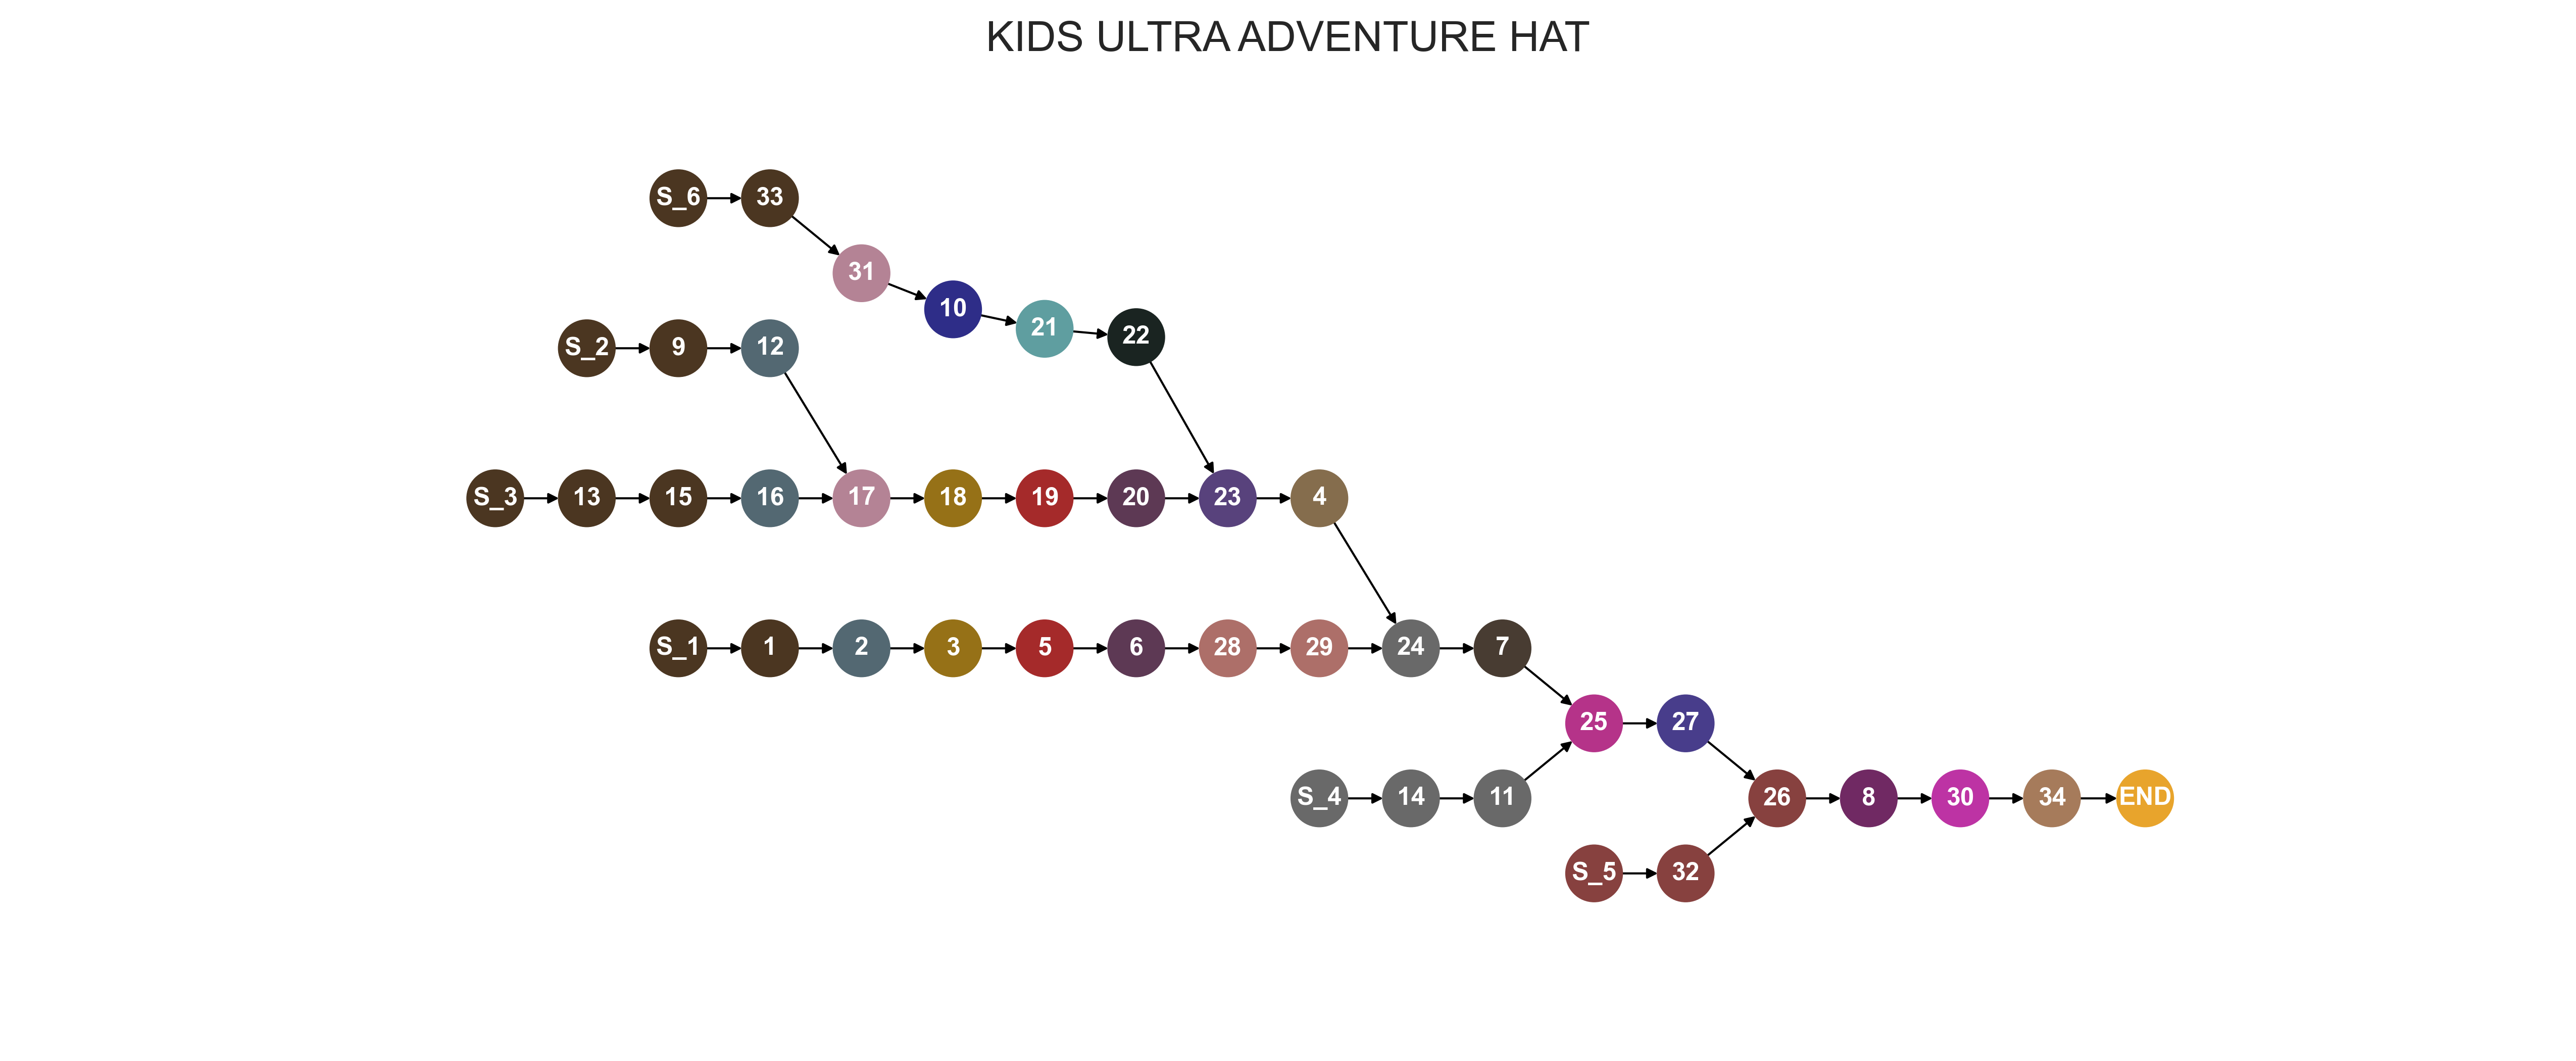 KIDS ULTRA ADVENTURE HAT
S_6 33
31
10
21
22
S_2 9 12
S_3 13 15 16 17 18 19 20 23 4
S_1 1 2 3 5 6 28 29 24 7
25 27
S_4 14 11
26 8 30 34 END
S_5 32